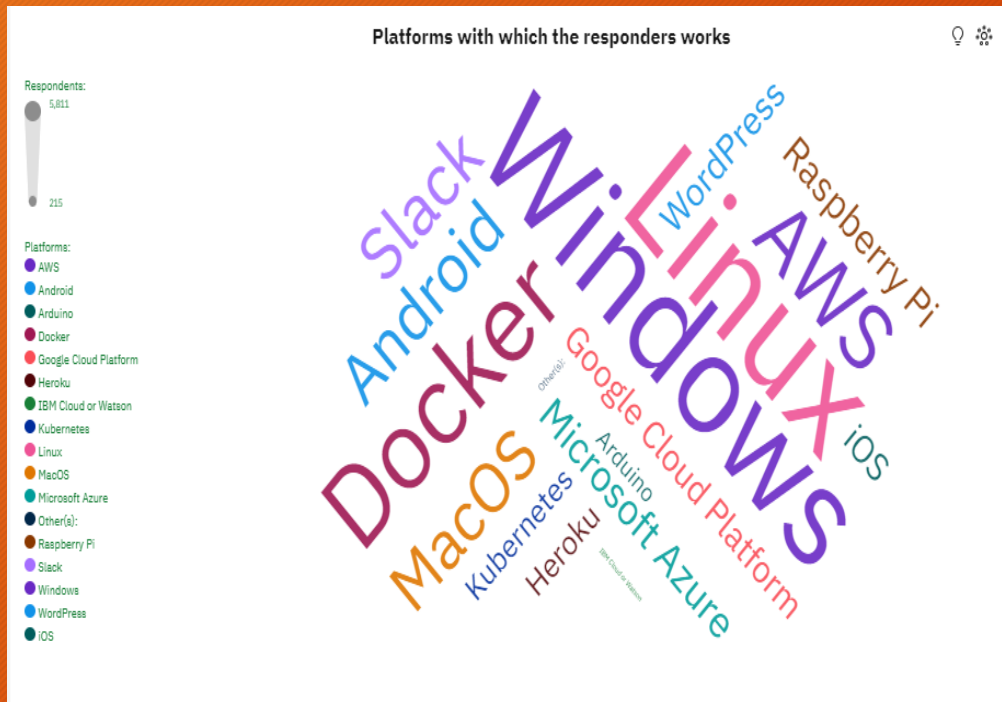 Platforms with which the responders works
Respondents:
5,811
215
Platforms:
AWS
Android
Arduino
Docker
Google Cloud Platform
Heroku
IBM Cloud or Watson
Kubernetes
Linux
MacOS
Microsoft Azure
Other(s):
Raspberry Pi
Slack
Windows
WordPress
iOS
Slack
Android
Docker
MacOS
Kubernetes
Heroku
Windows
Linux
WordPress
Raspberry Pi
AWS
iOS
Google Cloud Platform
Other(s):
Microsoft Azure
Arduino
IBM Cloud or Watson